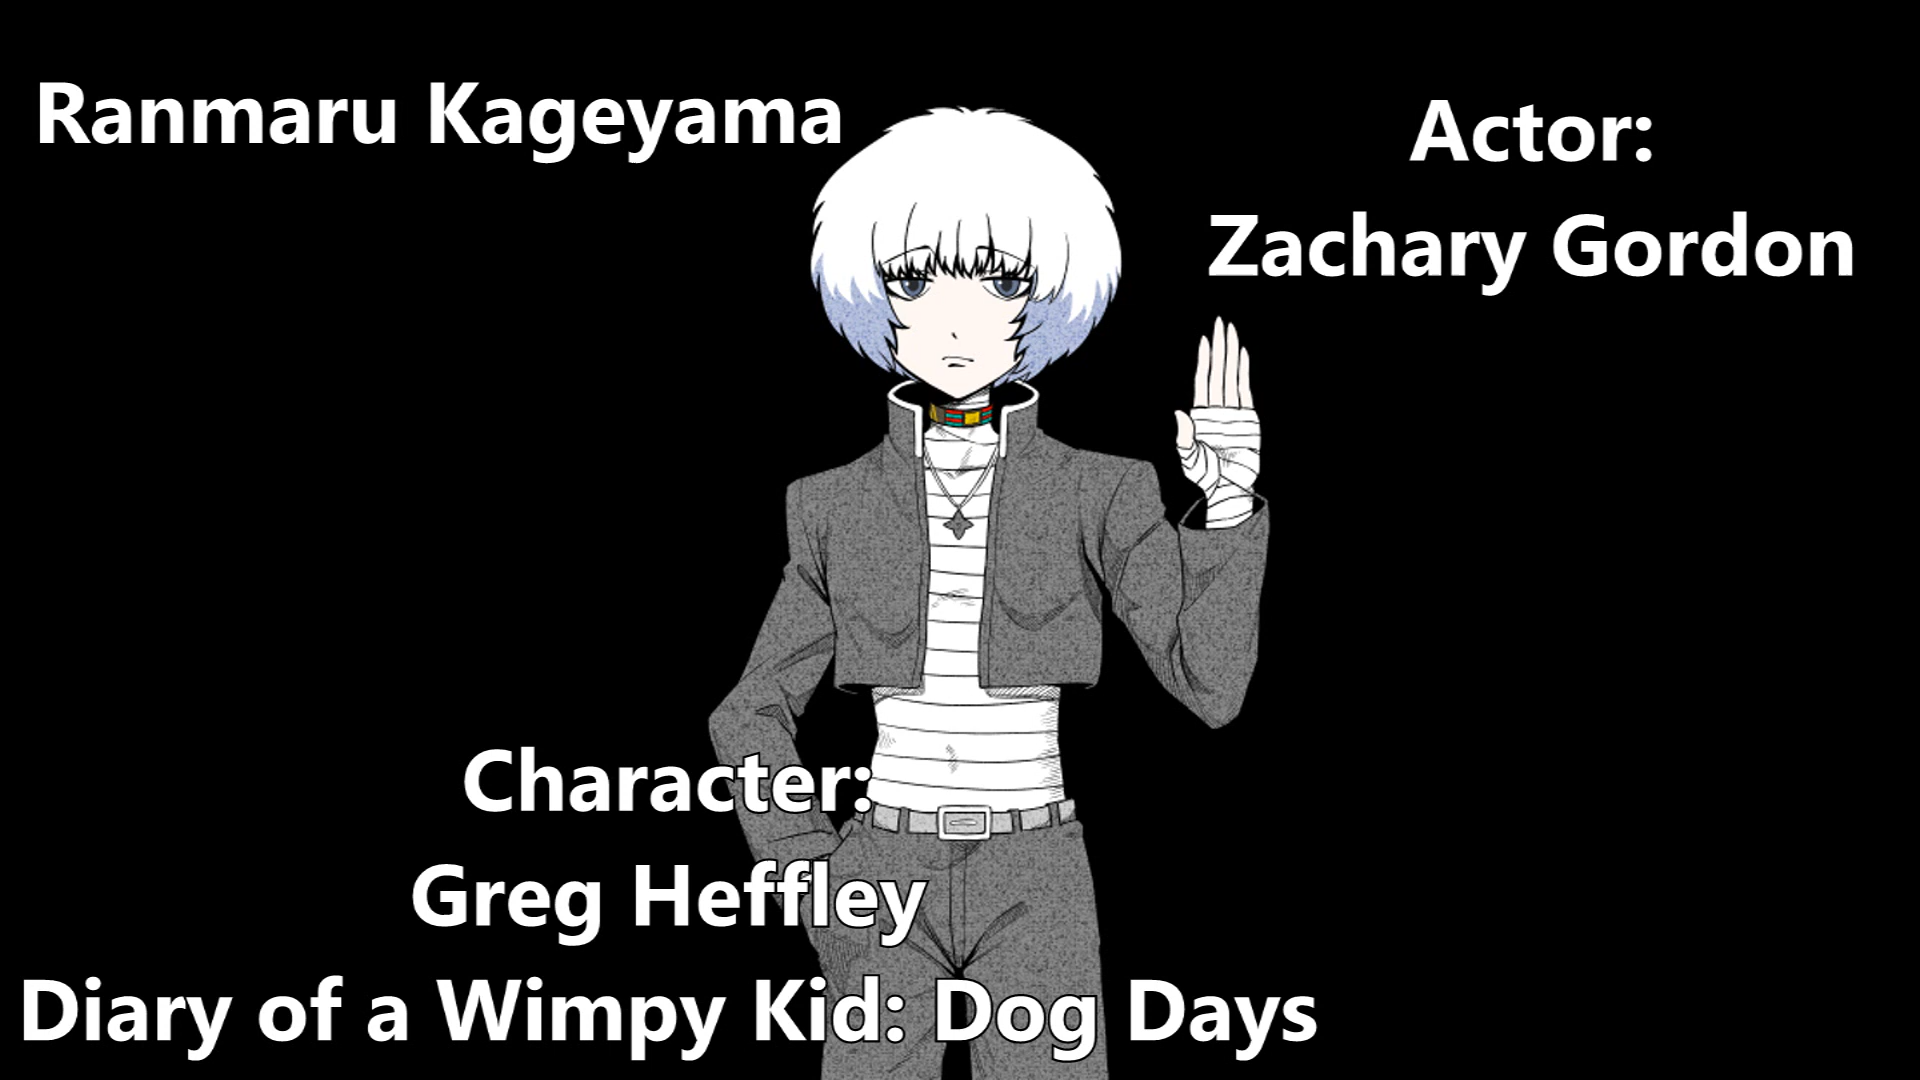 Ranmaru Kageyama
Actor:
Zachary Gordon
Character:
Greg Heffley
Diary of a Wimpy Kid: Dog Days